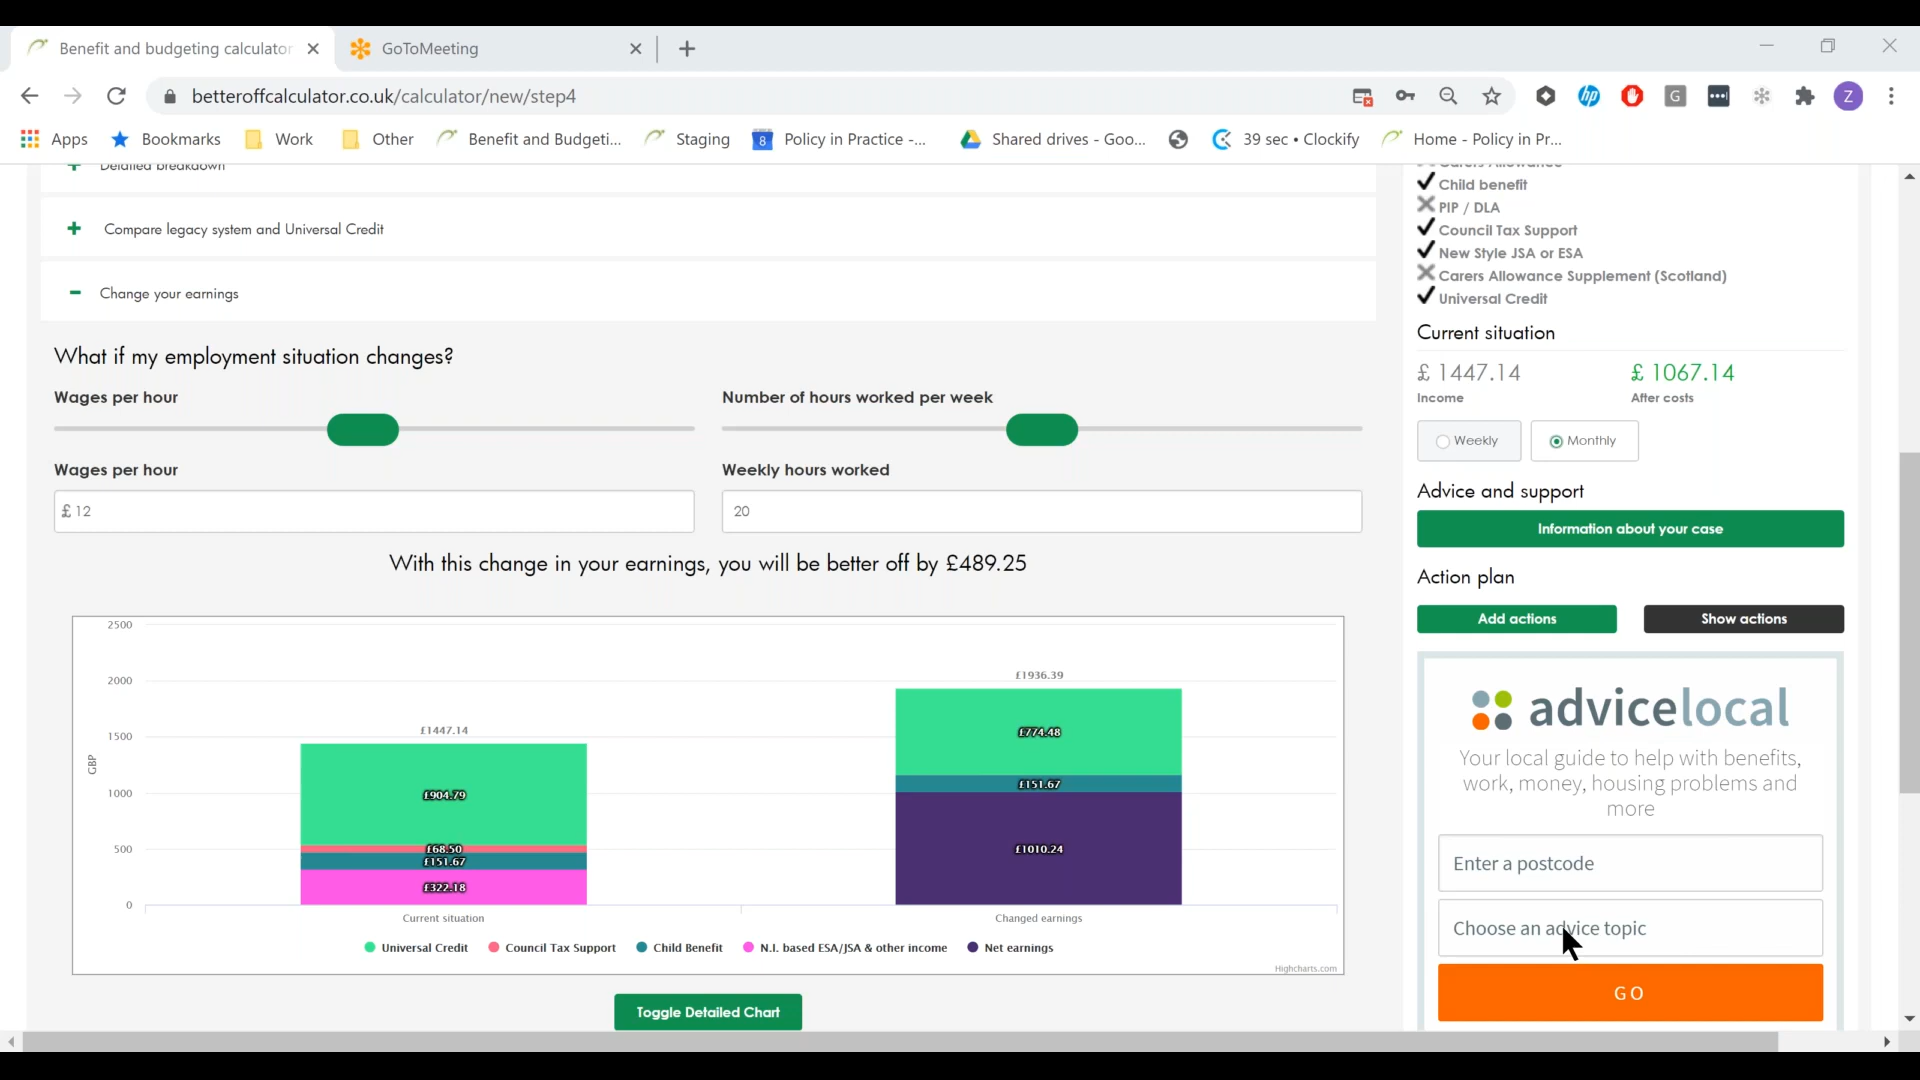 Benefit and budgeting calculator
GoToMeeting
betteroffcalculator.co.uk/calculator/new/step4
Apps
Bookmarks
Work
Other
Benefit and Budgeti...
Staging
8
Policy in Practice -...
Shared drives - Goo...
39 sec • Clockify
Home - Policy in Pr...
hp
G
Z
Detailed breakdown
Compare legacy system and Universal Credit
Change your earnings
What if my employment situation changes?
Wages per hour
Number of hours worked per week
Wages per hour
Weekly hours worked
£ 12
20
With this change in your earnings, you will be better off by £489.25
2500
2000
1500
1000
500
0
GBP
£1447.14
£904.79
£68.50
£151.67
£322.18
Current situation
£1936.39
£774.48
£151.67
£1010.24
Changed earnings
Universal Credit
Council Tax Support
Child Benefit
N.I. based ESA/JSA & other income
Net earnings
Highcharts.com
Toggle Detailed Chart
Carers Allowance
Child benefit
PIP / DLA
Council Tax Support
New Style JSA or ESA
Carers Allowance Supplement (Scotland)
Universal Credit
Current situation
£ 1447.14
£ 1067.14
Income
After costs
Weekly
Monthly
Advice and support
Information about your case
Action plan
Add actions
Show actions
advicelocal
Your local guide to help with benefits,
work, money, housing problems and
more
Enter a postcode
Choose an advice topic
GO